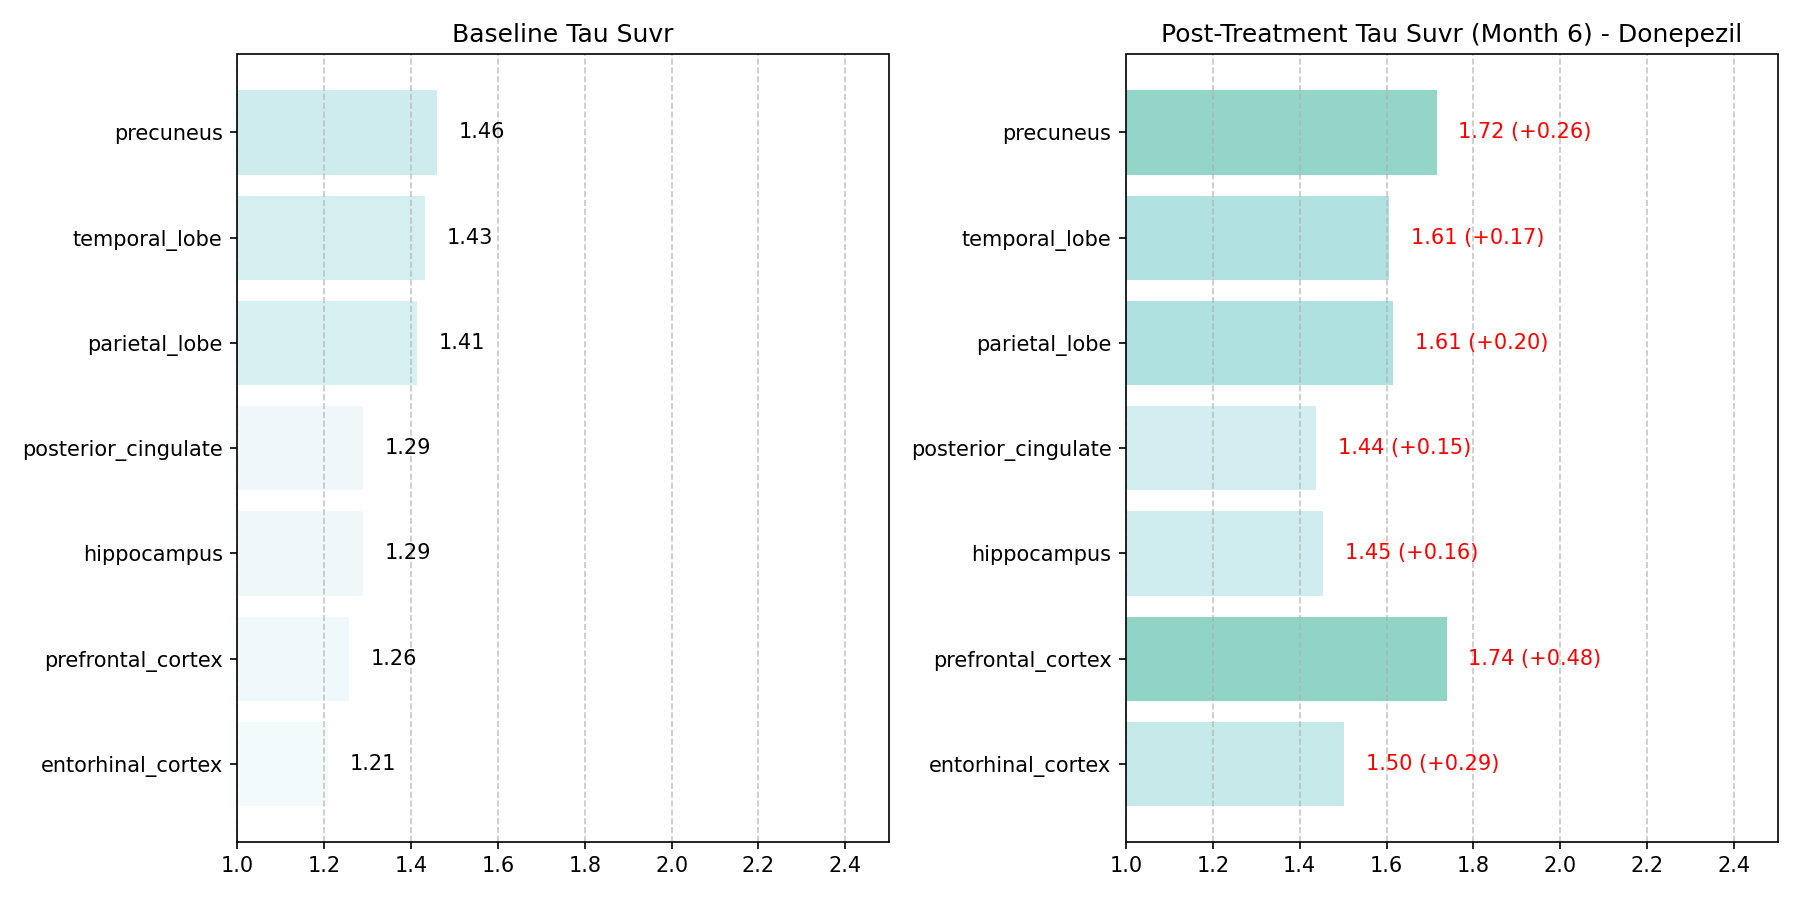 Baseline Tau Suvr
precuneus
1.46
temporal_lobe
1.43
parietal_lobe
1.41
posterior_cingulate
1.29
hippocampus
1.29
prefrontal_cortex
1.26
entorhinal_cortex
1.21
1.0 1.2 1.4 1.6 1.8 2.0 2.2 2.4
Post-Treatment Tau Suvr (Month 6) - Donepezil
precuneus
1.72 (+0.26)
temporal_lobe
1.61 (+0.17)
parietal_lobe
1.61 (+0.20)
posterior_cingulate
1.44 (+0.15)
hippocampus
1.45 (+0.16)
prefrontal_cortex
1.74 (+0.48)
entorhinal_cortex
1.50 (+0.29)
1.0 1.2 1.4 1.6 1.8 2.0 2.2 2.4